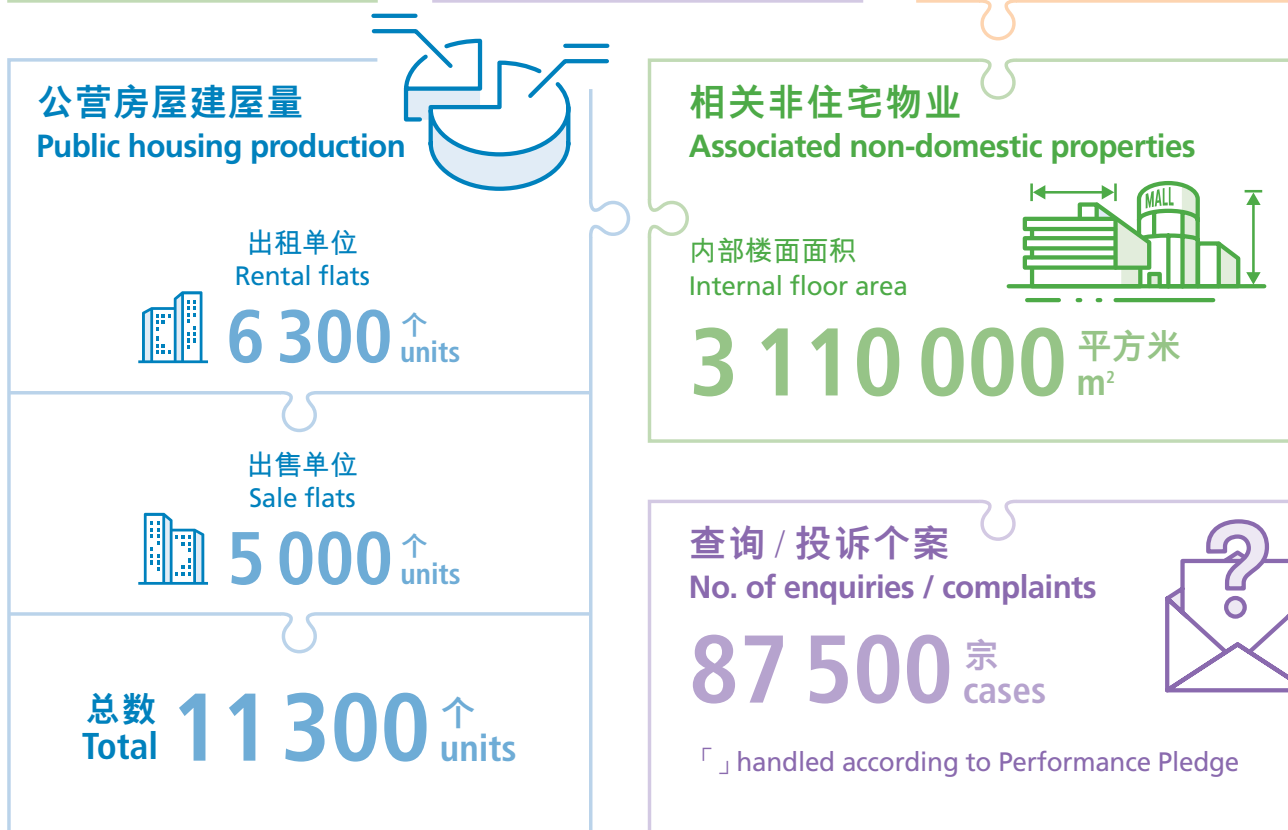 公营房屋建屋量
Public housing production
出租单位
Rental flats
6 300 个
units
出售单位
Sale flats
5 000 个
units
总数
Total
11 300 个
units
相关非住宅物业
Associated non-domestic properties
MALL
内部楼面面积
Internal floor area
3 110 000 平方米
m²
查询 / 投诉个案
No. of enquiries / complaints
87 500 宗
cases
「 」handled according to Performance Pledge